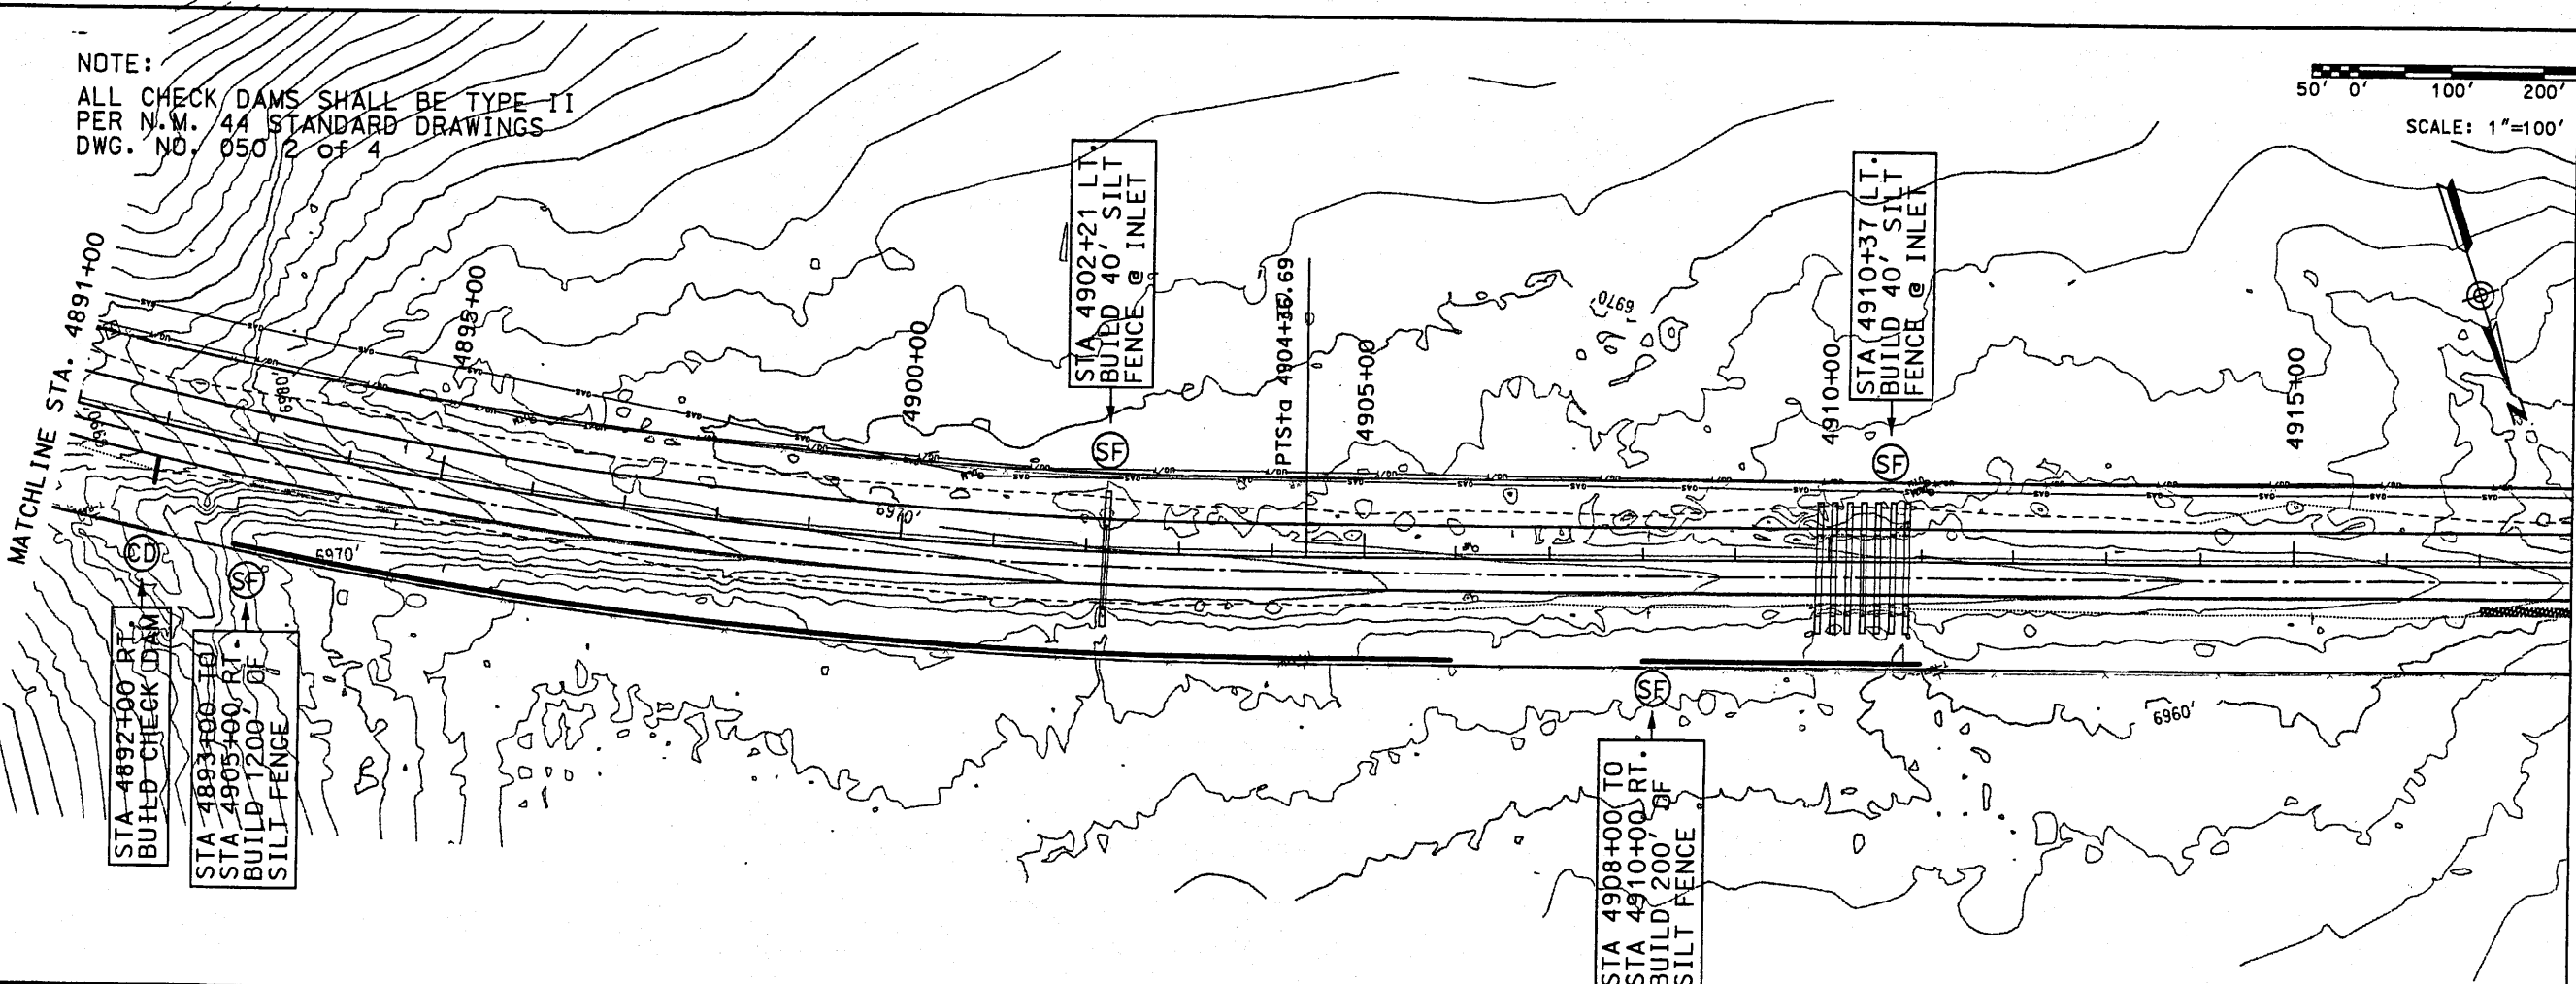 NOTE:
ALL CHECK DAMS SHALL BE TYPE II
PER N.M. 44 STANDARD DRAWINGS
DWG. NO. 050 2 of 4
50' 0' 100' 200'
SCALE: 1"=100'
MATCHLINE STA. 4891+00
4895+00
4900+00
STA 4902+21 LT.
BUILD 40' SILT
FENCE @ INLET
SF
PTSta 4904+36.69
4905+00
6970'
4910+00
STA 4910+37 LT.
BUILD 40' SILT
FENCE @ INLET
SF
4915+00
N
6990'
6980'
6970'
6970'
CD
STA 4892+00 RT.
BUILD CHECK DAM
SF
STA 4893+00 TO
STA 4905+00 RT.
BUILD 1200' OF
SILT FENCE
SF
STA 4908+00 TO
STA 4910+00 RT.
BUILD 200' OF
SILT FENCE
6960'